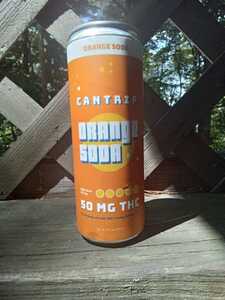 ORANGE SODA
CANTRIP
ORANGE
SODA
50 MG THC